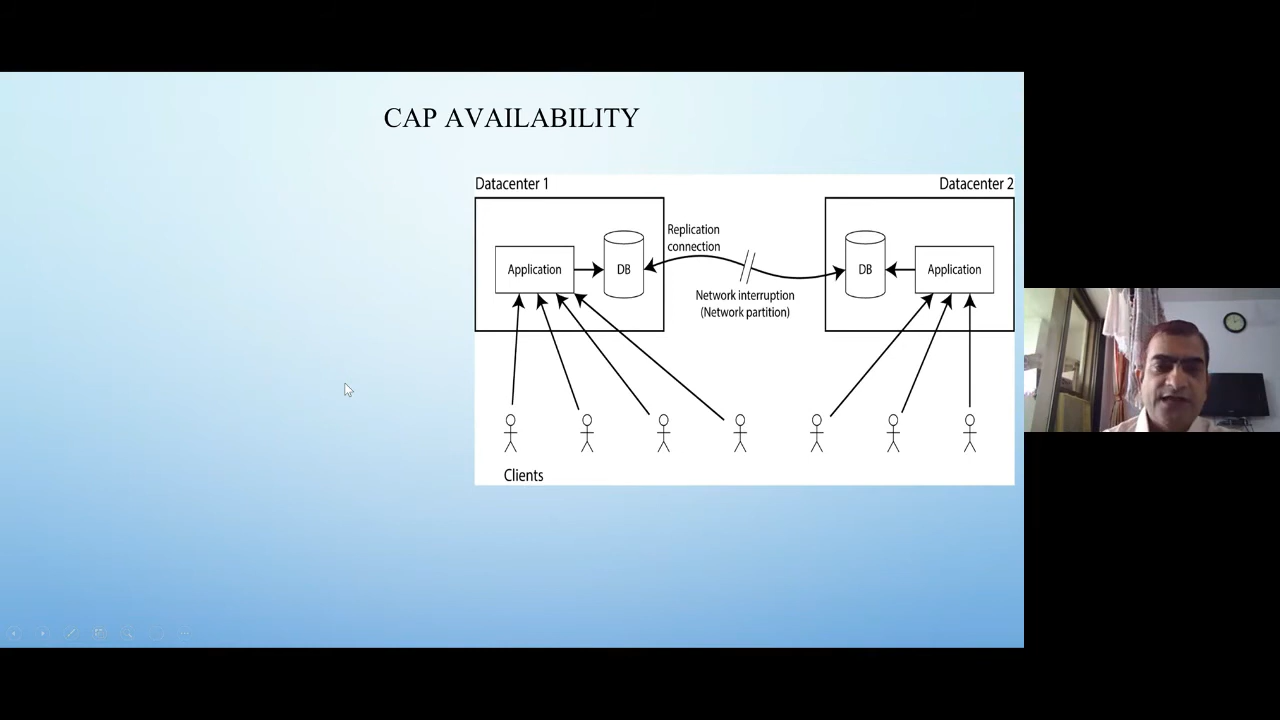 CAP AVAILABILITY
Datacenter 1
Datacenter 2
Replication
connection
Application
DB
DB
Application
Network interruption
(Network partition)
Clients